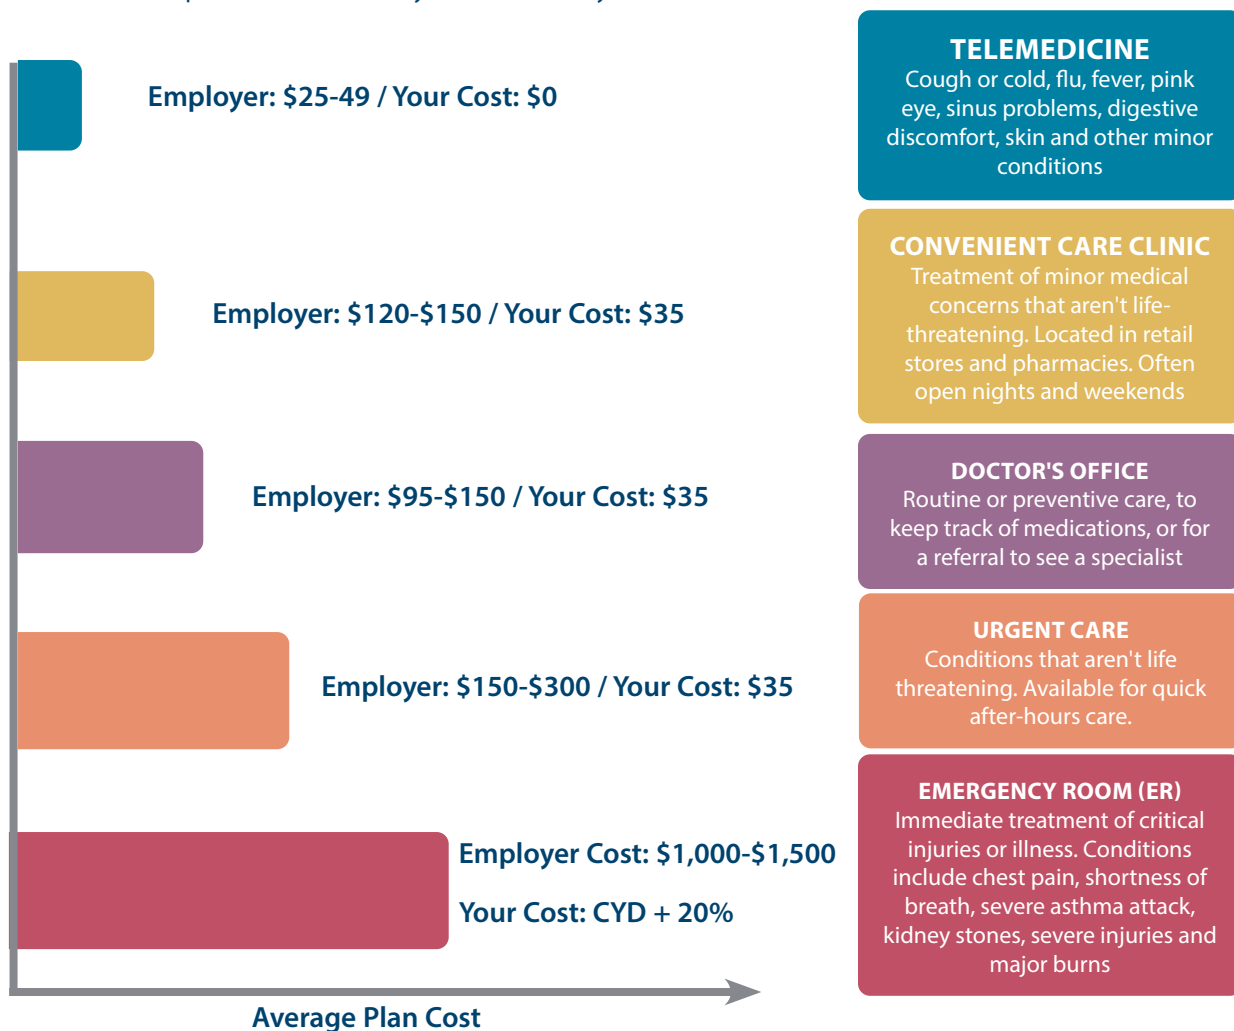 Employer: $25-49 / Your Cost: $0
TELEMEDICINE
Cough or cold, flu, fever, pink
eye, sinus problems, digestive
discomfort, skin and other minor
conditions
Employer: $120-$150 / Your Cost: $35
CONVENIENT CARE CLINIC
Treatment of minor medical
concerns that aren't life-
threatening. Located in retail
stores and pharmacies. Often
open nights and weekends
Employer: $95-$150 / Your Cost: $35
DOCTOR'S OFFICE
Routine or preventive care, to
keep track of medications, or for
a referral to see a specialist
Employer: $150-$300 / Your Cost: $35
URGENT CARE
Conditions that aren't life
threatening. Available for quick
after-hours care.
Employer Cost: $1,000-$1,500
Your Cost: CYD + 20%
EMERGENCY ROOM (ER)
Immediate treatment of critical
injuries or illness. Conditions
include chest pain, shortness of
breath, severe asthma attack,
kidney stones, severe injuries and
major burns
Average Plan Cost